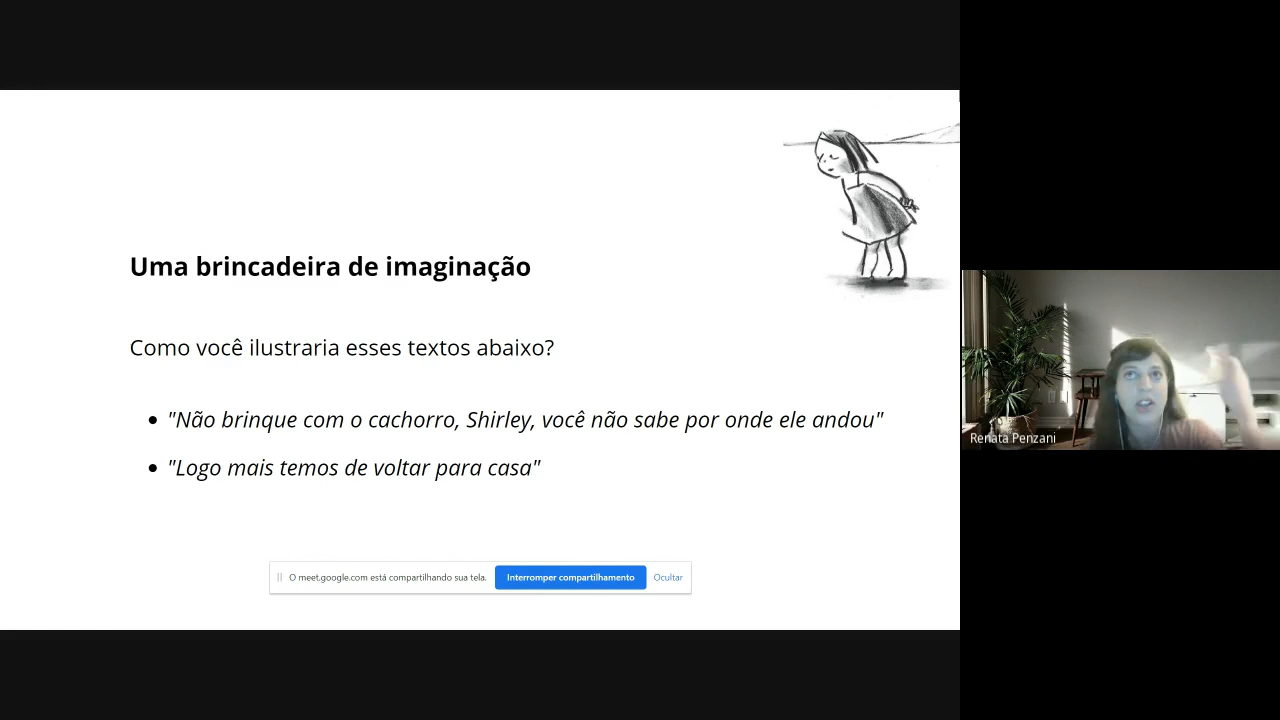 Uma brincadeira de imaginação
Como você ilustraria esses textos abaixo?
"Não brinque com o cachorro, Shirley, você não sabe por onde ele andou"
"Logo mais temos de voltar para casa"
O meet.google.com está compartilhando sua tela.
Interromper compartilhamento
Ocultar
Renata Penzani